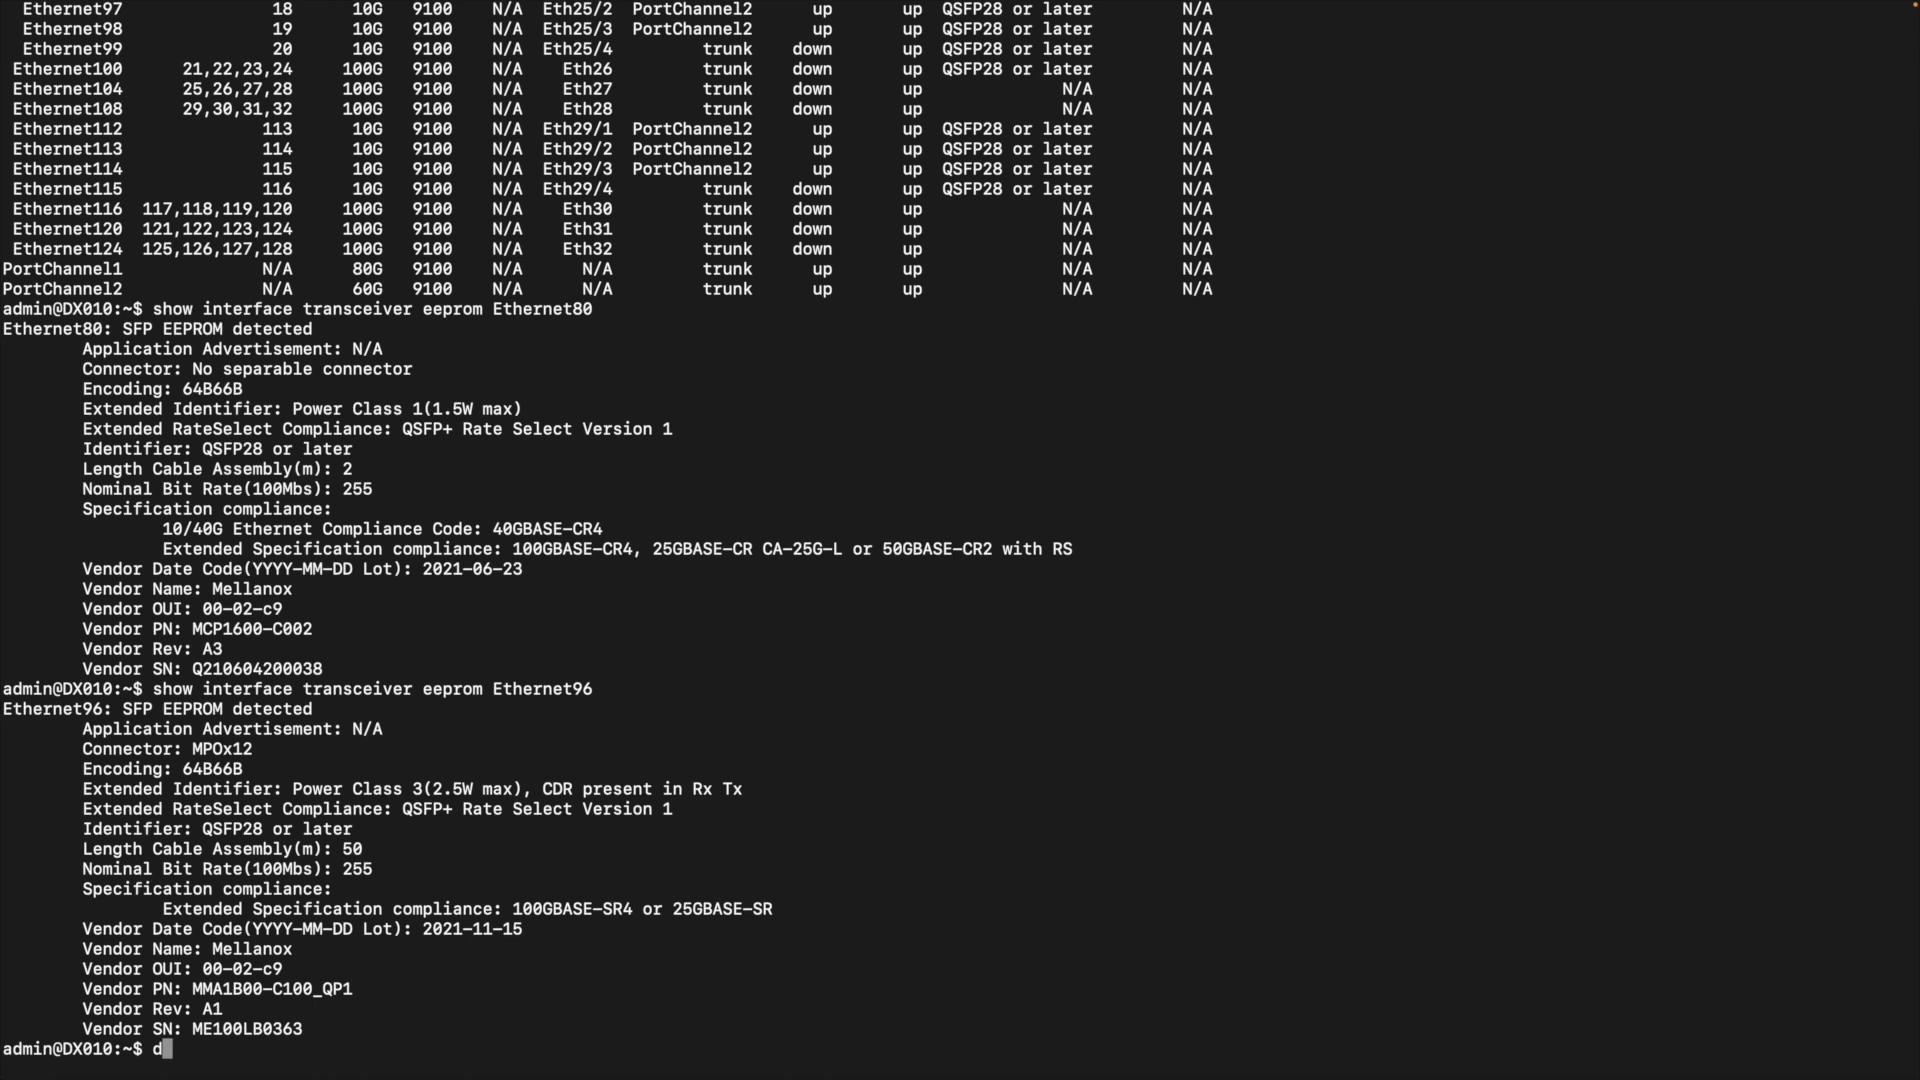 Ethernet97 18 10G 9100 N/A Eth25/2 PortChannel2 up up QSFP28 or later N/A
Ethernet98 19 10G 9100 N/A Eth25/3 PortChannel2 up up QSFP28 or later N/A
Ethernet99 20 10G 9100 N/A Eth25/4 trunk down up QSFP28 or later N/A
Ethernet100 21,22,23,24 100G 9100 N/A Eth26 trunk down up QSFP28 or later N/A
Ethernet104 25,26,27,28 100G 9100 N/A Eth27 trunk down up N/A N/A
Ethernet108 29,30,31,32 100G 9100 N/A Eth28 trunk down up N/A N/A
Ethernet112 113 10G 9100 N/A Eth29/1 PortChannel2 up up QSFP28 or later N/A
Ethernet113 114 10G 9100 N/A Eth29/2 PortChannel2 up up QSFP28 or later N/A
Ethernet114 115 10G 9100 N/A Eth29/3 PortChannel2 up up QSFP28 or later N/A
Ethernet115 116 10G 9100 N/A Eth29/4 trunk down up QSFP28 or later N/A
Ethernet116 117,118,119,120 100G 9100 N/A Eth30 trunk down up N/A N/A
Ethernet120 121,122,123,124 100G 9100 N/A Eth31 trunk down up N/A N/A
Ethernet124 125,126,127,128 100G 9100 N/A Eth32 trunk down up N/A N/A
PortChannel1 N/A 80G 9100 N/A N/A trunk up up N/A N/A
PortChannel2 N/A 60G 9100 N/A N/A trunk up up N/A N/A
admin@DX010:~$ show interface transceiver eeprom Ethernet80
Ethernet80: SFP EEPROM detected
Application Advertisement: N/A
Connector: No separable connector
Encoding: 64B66B
Extended Identifier: Power Class 1(1.5W max)
Extended RateSelect Compliance: QSFP+ Rate Select Version 1
Identifier: QSFP28 or later
Length Cable Assembly(m): 2
Nominal Bit Rate(100Mbs): 255
Specification compliance:
10/40G Ethernet Compliance Code: 40GBASE-CR4
Extended Specification compliance: 100GBASE-CR4, 25GBASE-CR CA-25G-L or 50GBASE-CR2 with RS
Vendor Date Code(YYYY-MM-DD Lot): 2021-06-23
Vendor Name: Mellanox
Vendor OUI: 00-02-c9
Vendor PN: MCP1600-C002
Vendor Rev: A3
Vendor SN: Q210604200038
admin@DX010:~$ show interface transceiver eeprom Ethernet96
Ethernet96: SFP EEPROM detected
Application Advertisement: N/A
Connector: MPOx12
Encoding: 64B66B
Extended Identifier: Power Class 3(2.5W max), CDR present in Rx Tx
Extended RateSelect Compliance: QSFP+ Rate Select Version 1
Identifier: QSFP28 or later
Length Cable Assembly(m): 50
Nominal Bit Rate(100Mbs): 255
Specification compliance:
Extended Specification compliance: 100GBASE-SR4 or 25GBASE-SR
Vendor Date Code(YYYY-MM-DD Lot): 2021-11-15
Vendor Name: Mellanox
Vendor OUI: 00-02-c9
Vendor PN: MMA1B00-C100_QP1
Vendor Rev: A1
Vendor SN: ME100LB0363
admin@DX010:~$ d